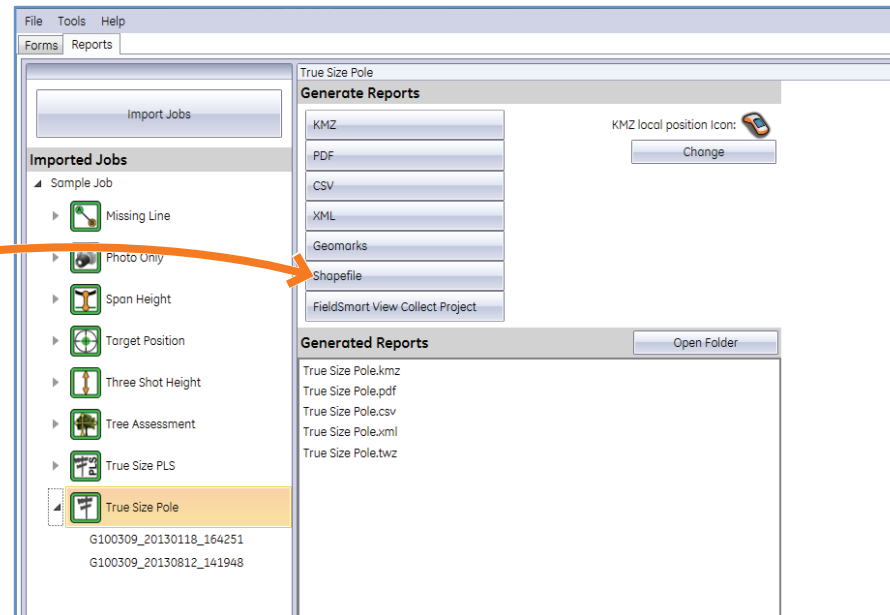 File Tools Help
Forms Reports
Import Jobs
Imported Jobs
Sample Job
Missing Line
Photo Only
Span Height
Target Position
Three Shot Height
Tree Assessment
PLS
True Size PLS
True Size Pole
G100309_20130118_164251
G100309_20130812_141948
True Size Pole
Generate Reports
KMZ
PDF
CSV
XML
Geomarks
Shapefile
FieldSmart View Collect Project
KMZ local position Icon:
Change
Generated Reports
Open Folder
True Size Pole.kmz
True Size Pole.pdf
True Size Pole.csv
True Size Pole.xml
True Size Pole.twz